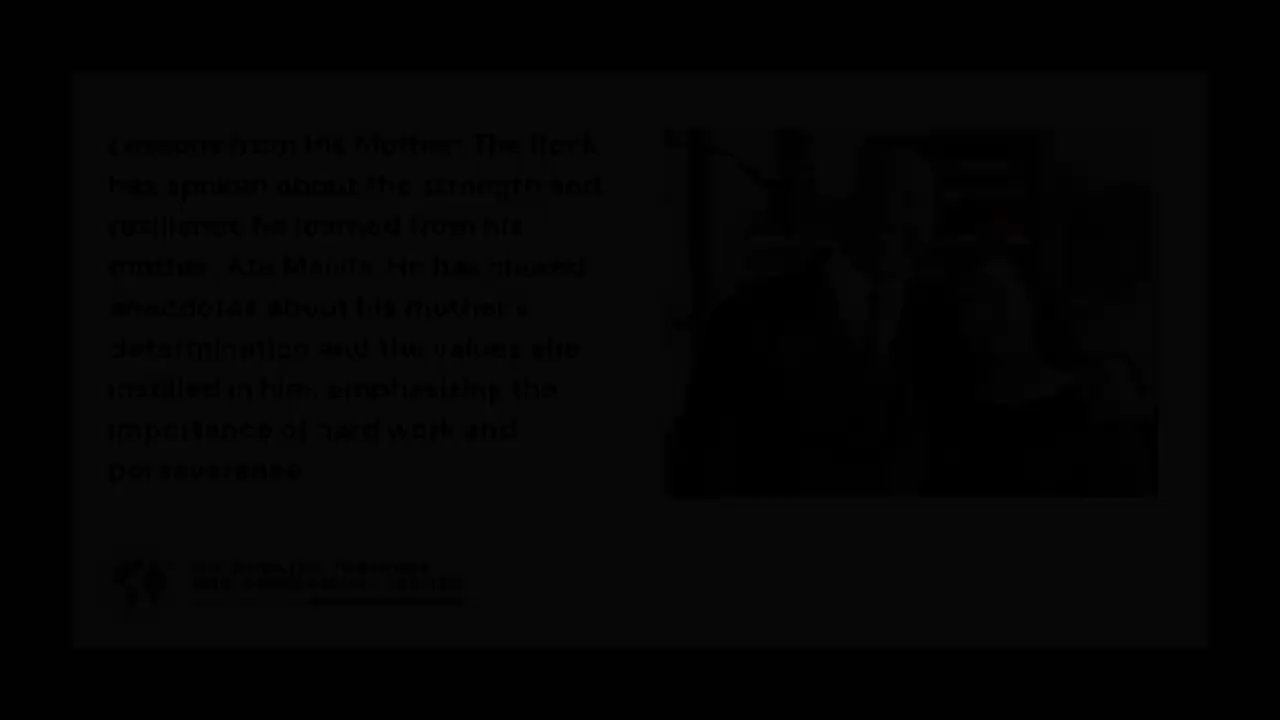 Lessons from His Mother: The Rock
has spoken about the strength and
resilience he learned from his
mother, Ata Maivia. He has shared
anecdotes about his mother's
determination and the values she
instilled in him, emphasizing the
importance of hard work and
perseverance.